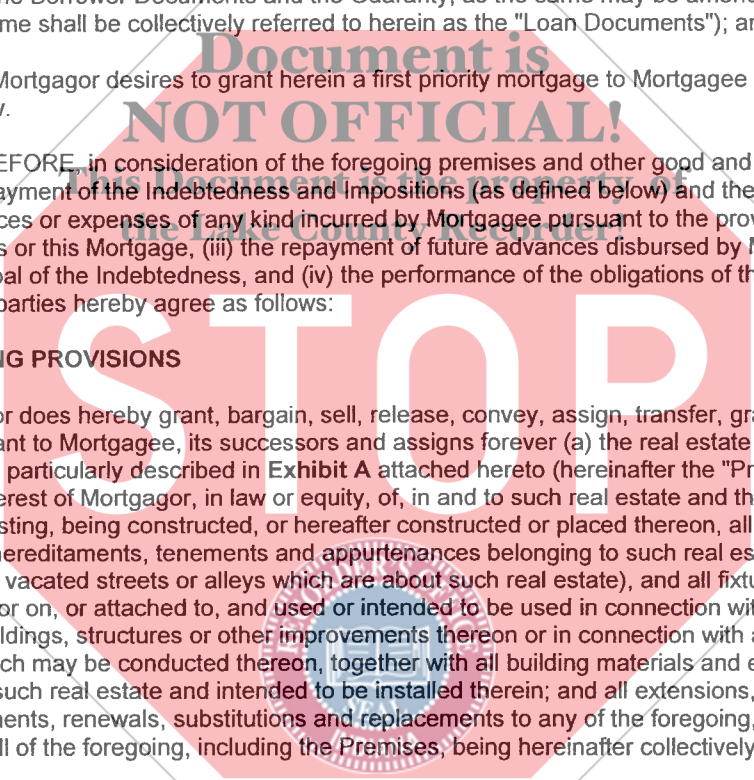 the Borrower Documents and the Guaranty, as the same may be amen
ome shall be collectively referred to herein as the "Loan Documents"); a
Document is
Mortgagor desires to grant herein a first priority mortgage to Mortgagee
NOT OFFICIAL!
EFORE, in consideration of the foregoing premises and other good and
ayment of the Indebtedness and Impositions (as defined below) and the
This Document is the property of
ces or expenses of any kind incurred by Mortgagee pursuant to the prov
the Lake County Recorder!
s or this Mortgage, (iii) the repayment of future advances disbursed by
al of the Indebtedness, and (iv) the performance of the obligations of th
parties hereby agree as follows:
STOP
NG PROVISIONS
or does hereby grant, bargain, sell, release, convey, assign, transfer, gra
ant to Mortgagee, its successors and assigns forever (a) the real estate
particularly described in Exhibit A attached hereto (hereinafter the "Pr
erest of Mortgagor, in law or equity, of, in and to such real estate and th
sting, being constructed, or hereafter constructed or placed thereon, all
hereditaments, tenements and appurtenances belonging to such real es
vacated streets or alleys which are about such real estate), and all fixtu
or on, or attached to, and used or intended to be used in connection wit
ildings, structures or other improvements thereon or in connection with a
ch may be conducted thereon, together with all building materials and e
such real estate and intended to be installed therein; and all extensions,
ments, renewals, substitutions and replacements to any of the foregoing,
ll of the foregoing, including the Premises, being hereinafter collectively
RECORDER'S OFFICE
SEAL